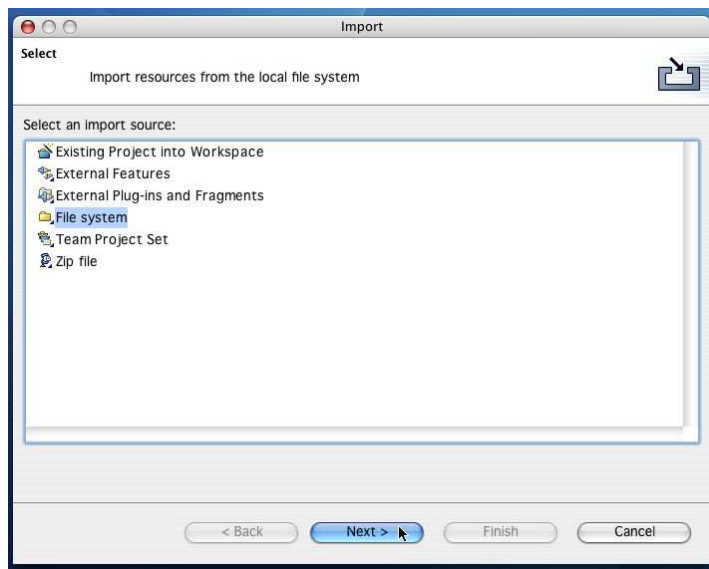 Import
Select
Import resources from the local file system
Select an import source:
Existing Project into Workspace
External Features
External Plug-ins and Fragments
File system
Team Project Set
Zip file
< Back Next > Finish Cancel